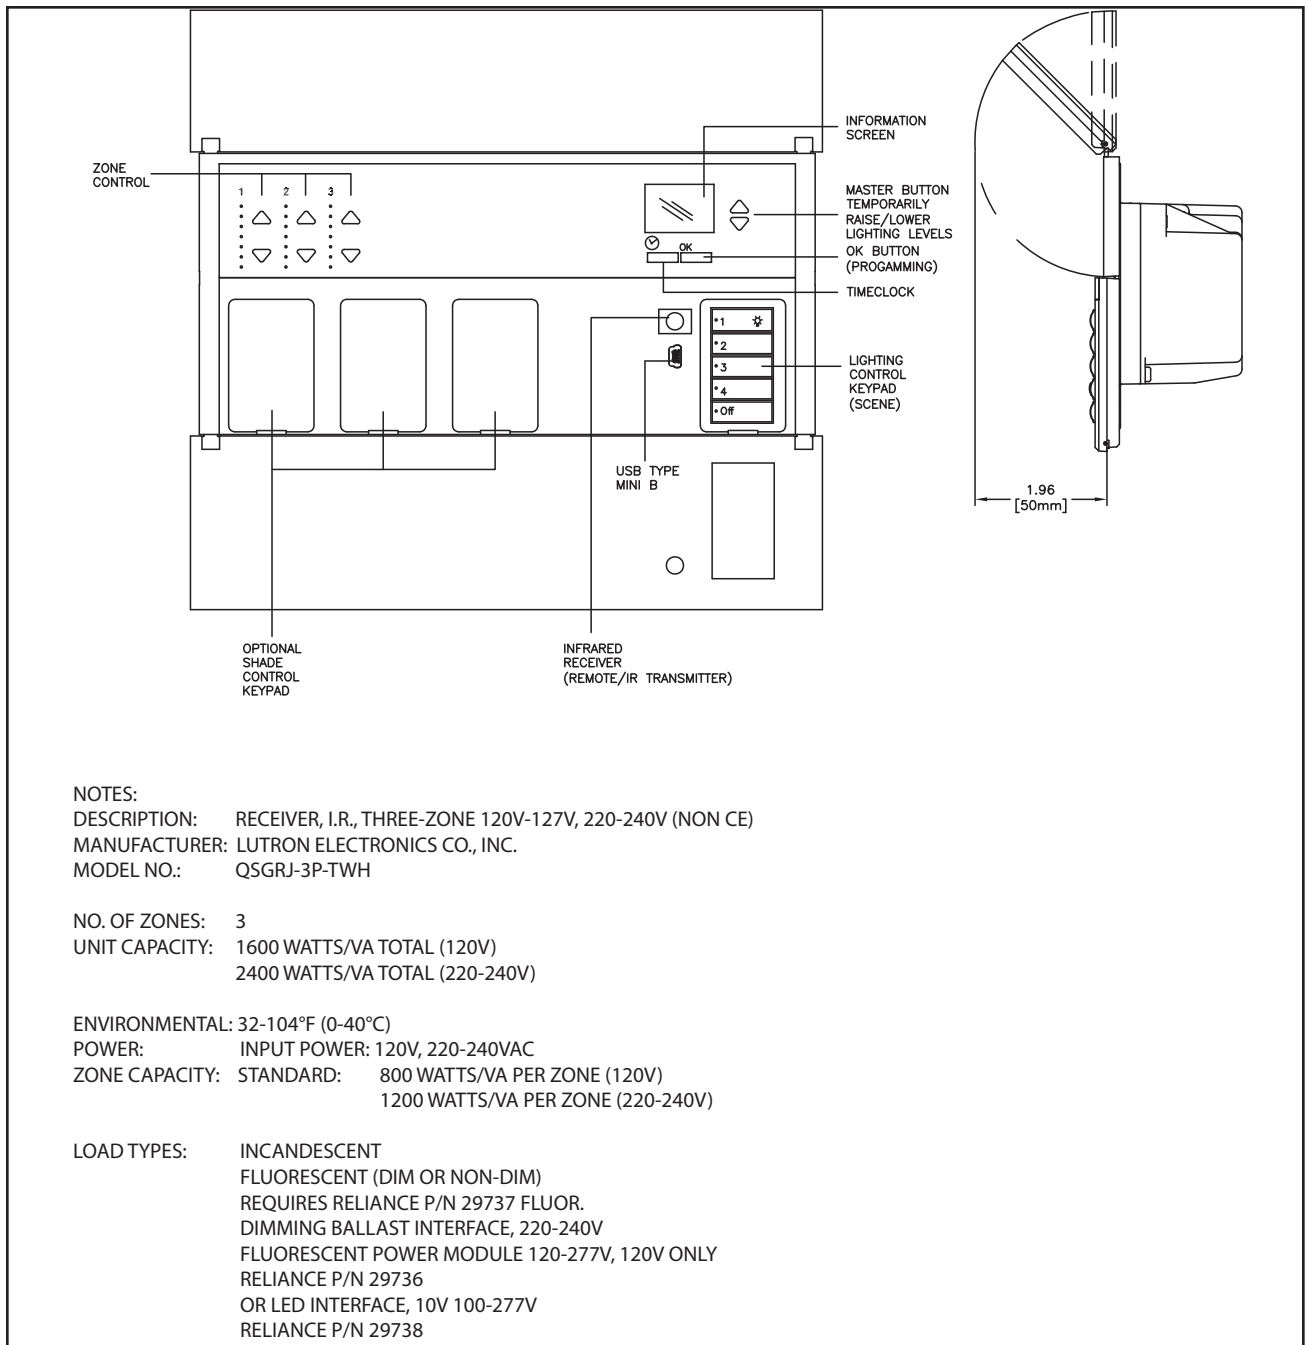 INFORMATION
SCREEN
ZONE
CONTROL
1 2 3
MASTER BUTTON
TEMPORARILY
RAISE/LOWER
LIGHTING LEVELS
OK
OK BUTTON
(PROGAMMING)
TIMECLOCK
1
2
3
4
Off
LIGHTING
CONTROL
KEYPAD
(SCENE)
USB TYPE
MINI B
1.96
[50mm]
OPTIONAL
SHADE
CONTROL
KEYPAD
INFRARED
RECEIVER
(REMOTE/IR TRANSMITTER)
NOTES:
DESCRIPTION: RECEIVER, I.R., THREE-ZONE 120V-127V, 220-240V (NON CE)
MANUFACTURER: LUTRON ELECTRONICS CO., INC.
MODEL NO.: QSGRJ-3P-TWH
NO. OF ZONES: 3
UNIT CAPACITY: 1600 WATTS/VA TOTAL (120V)
2400 WATTS/VA TOTAL (220-240V)
ENVIRONMENTAL: 32-104°F (0-40°C)
POWER: INPUT POWER: 120V, 220-240VAC
ZONE CAPACITY: STANDARD: 800 WATTS/VA PER ZONE (120V)
1200 WATTS/VA PER ZONE (220-240V)
LOAD TYPES: INCANDESCENT
FLUORESCENT (DIM OR NON-DIM)
REQUIRES RELIANCE P/N 29737 FLUOR.
DIMMING BALLAST INTERFACE, 220-240V
FLUORESCENT POWER MODULE 120-277V, 120V ONLY
RELIANCE P/N 29736
OR LED INTERFACE, 10V 100-277V
RELIANCE P/N 29738